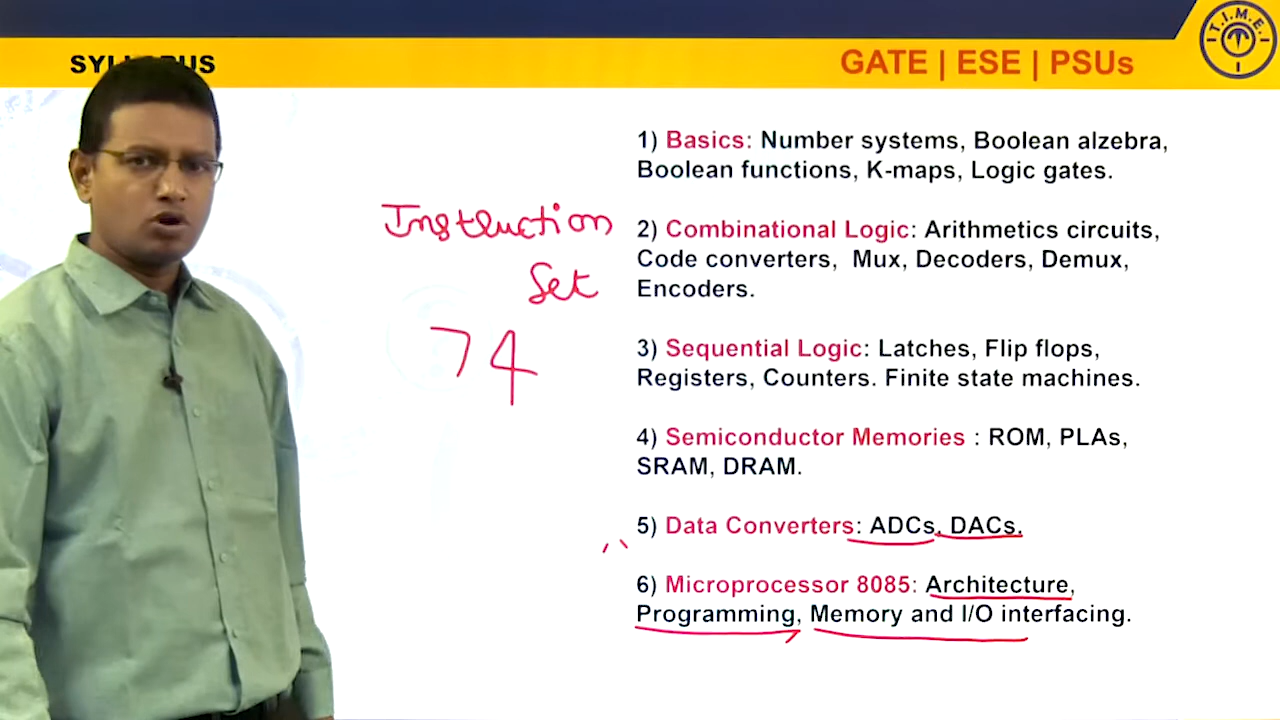 SYLLABUS
GATE | ESE | PSUs
T.I.M.E.
1) Basics: Number systems, Boolean alzebra,
Boolean functions, K-maps, Logic gates.
2) Combinational Logic: Arithmetics circuits,
Code converters, Mux, Decoders, Demux,
Encoders.
3) Sequential Logic: Latches, Flip flops,
Registers, Counters. Finite state machines.
4) Semiconductor Memories : ROM, PLAs,
SRAM, DRAM.
5) Data Converters: ADCs, DACs.
6) Microprocessor 8085: Architecture,
Programming, Memory and I/O interfacing.
Instruction
Set
74